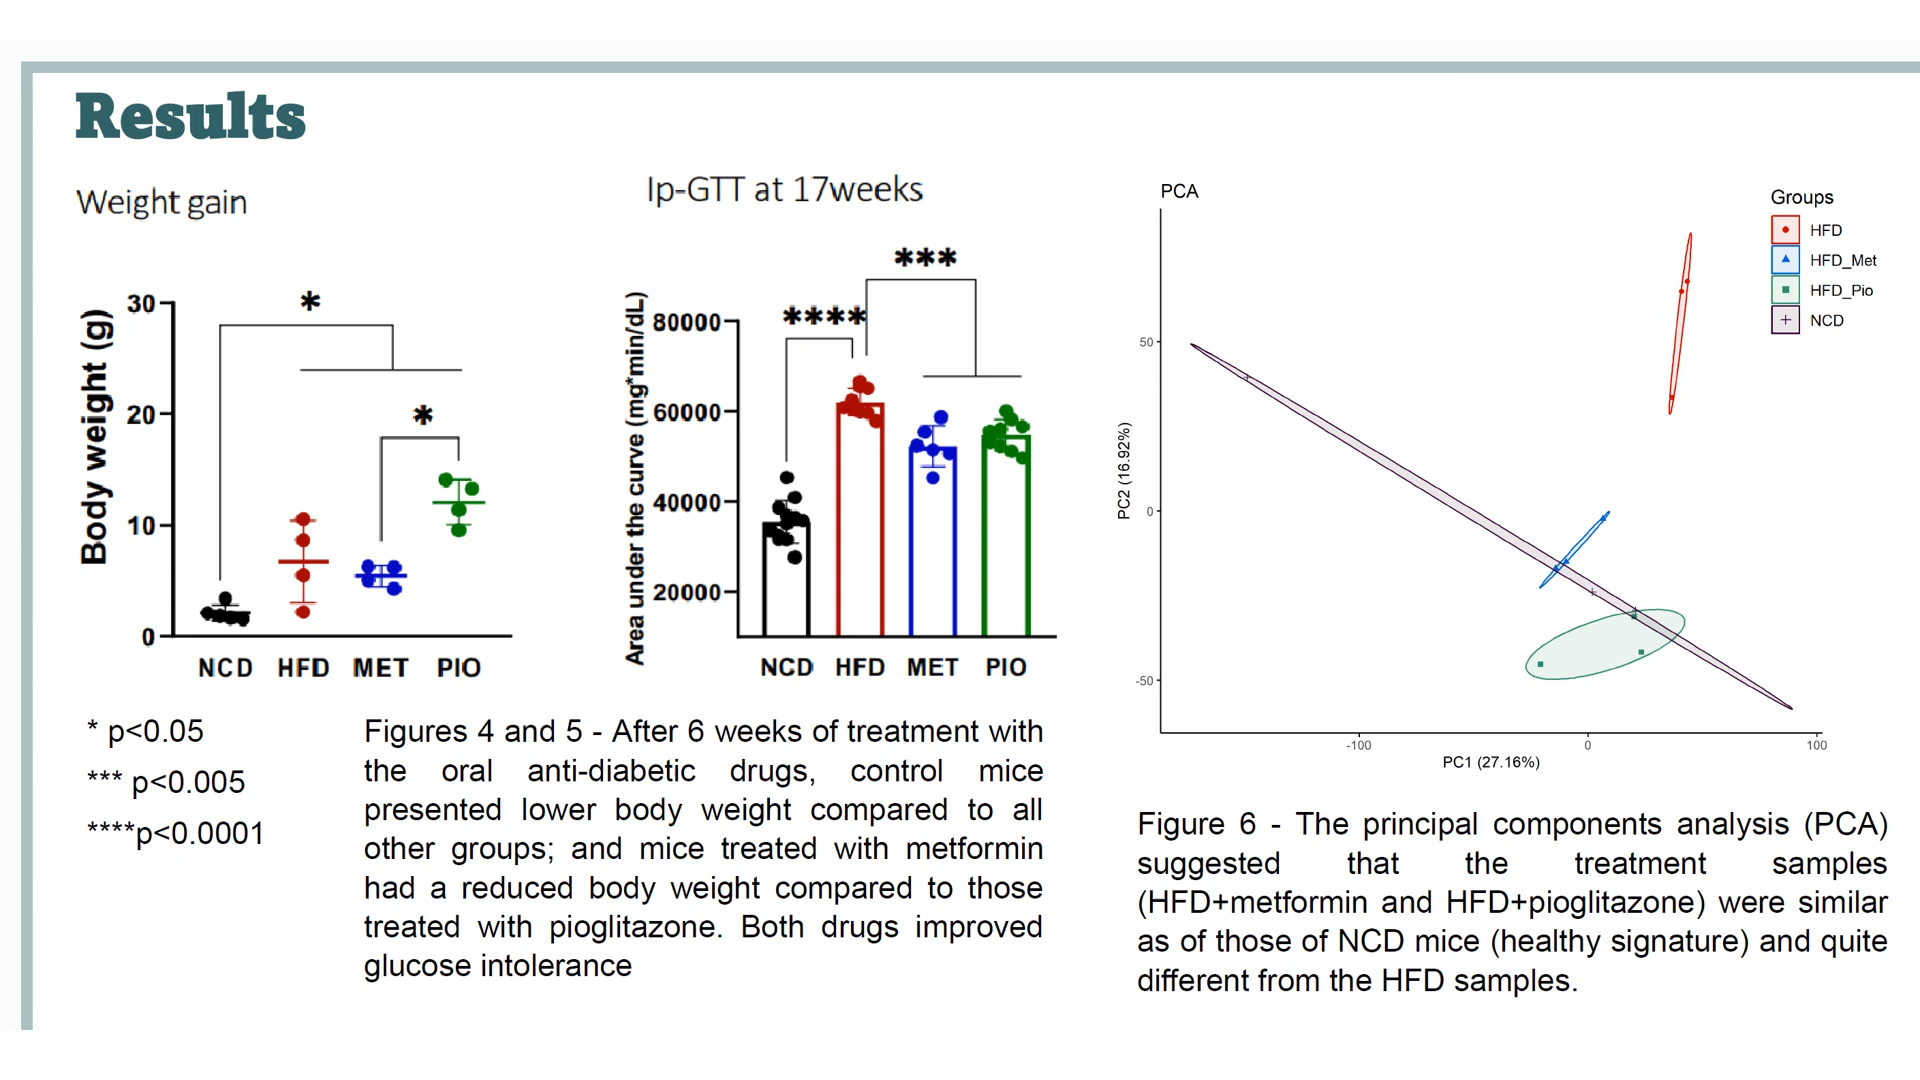 Results
Weight gain
*
*
Body weight (g)
30
20
10
0
NCD HFD MET PIO
Ip-GTT at 17weeks
***
****
Area under the curve (mg*min/dL)
80000
60000
40000
20000
NCD HFD MET PIO
* p<0.05
*** p<0.005
****p<0.0001
Figures 4 and 5 - After 6 weeks of treatment with
the oral anti-diabetic drugs, control mice
presented lower body weight compared to all
other groups; and mice treated with metformin
had a reduced body weight compared to those
treated with pioglitazone. Both drugs improved
glucose intolerance
PCA
Groups
HFD
HFD_Met
HFD_Pio
NCD
PC2 (16.92%)
50
0
-50
-100 0 100
PC1 (27.16%)
Figure 6 - The principal components analysis (PCA)
suggested that the treatment samples
(HFD+metformin and HFD+pioglitazone) were similar
as of those of NCD mice (healthy signature) and quite
different from the HFD samples.